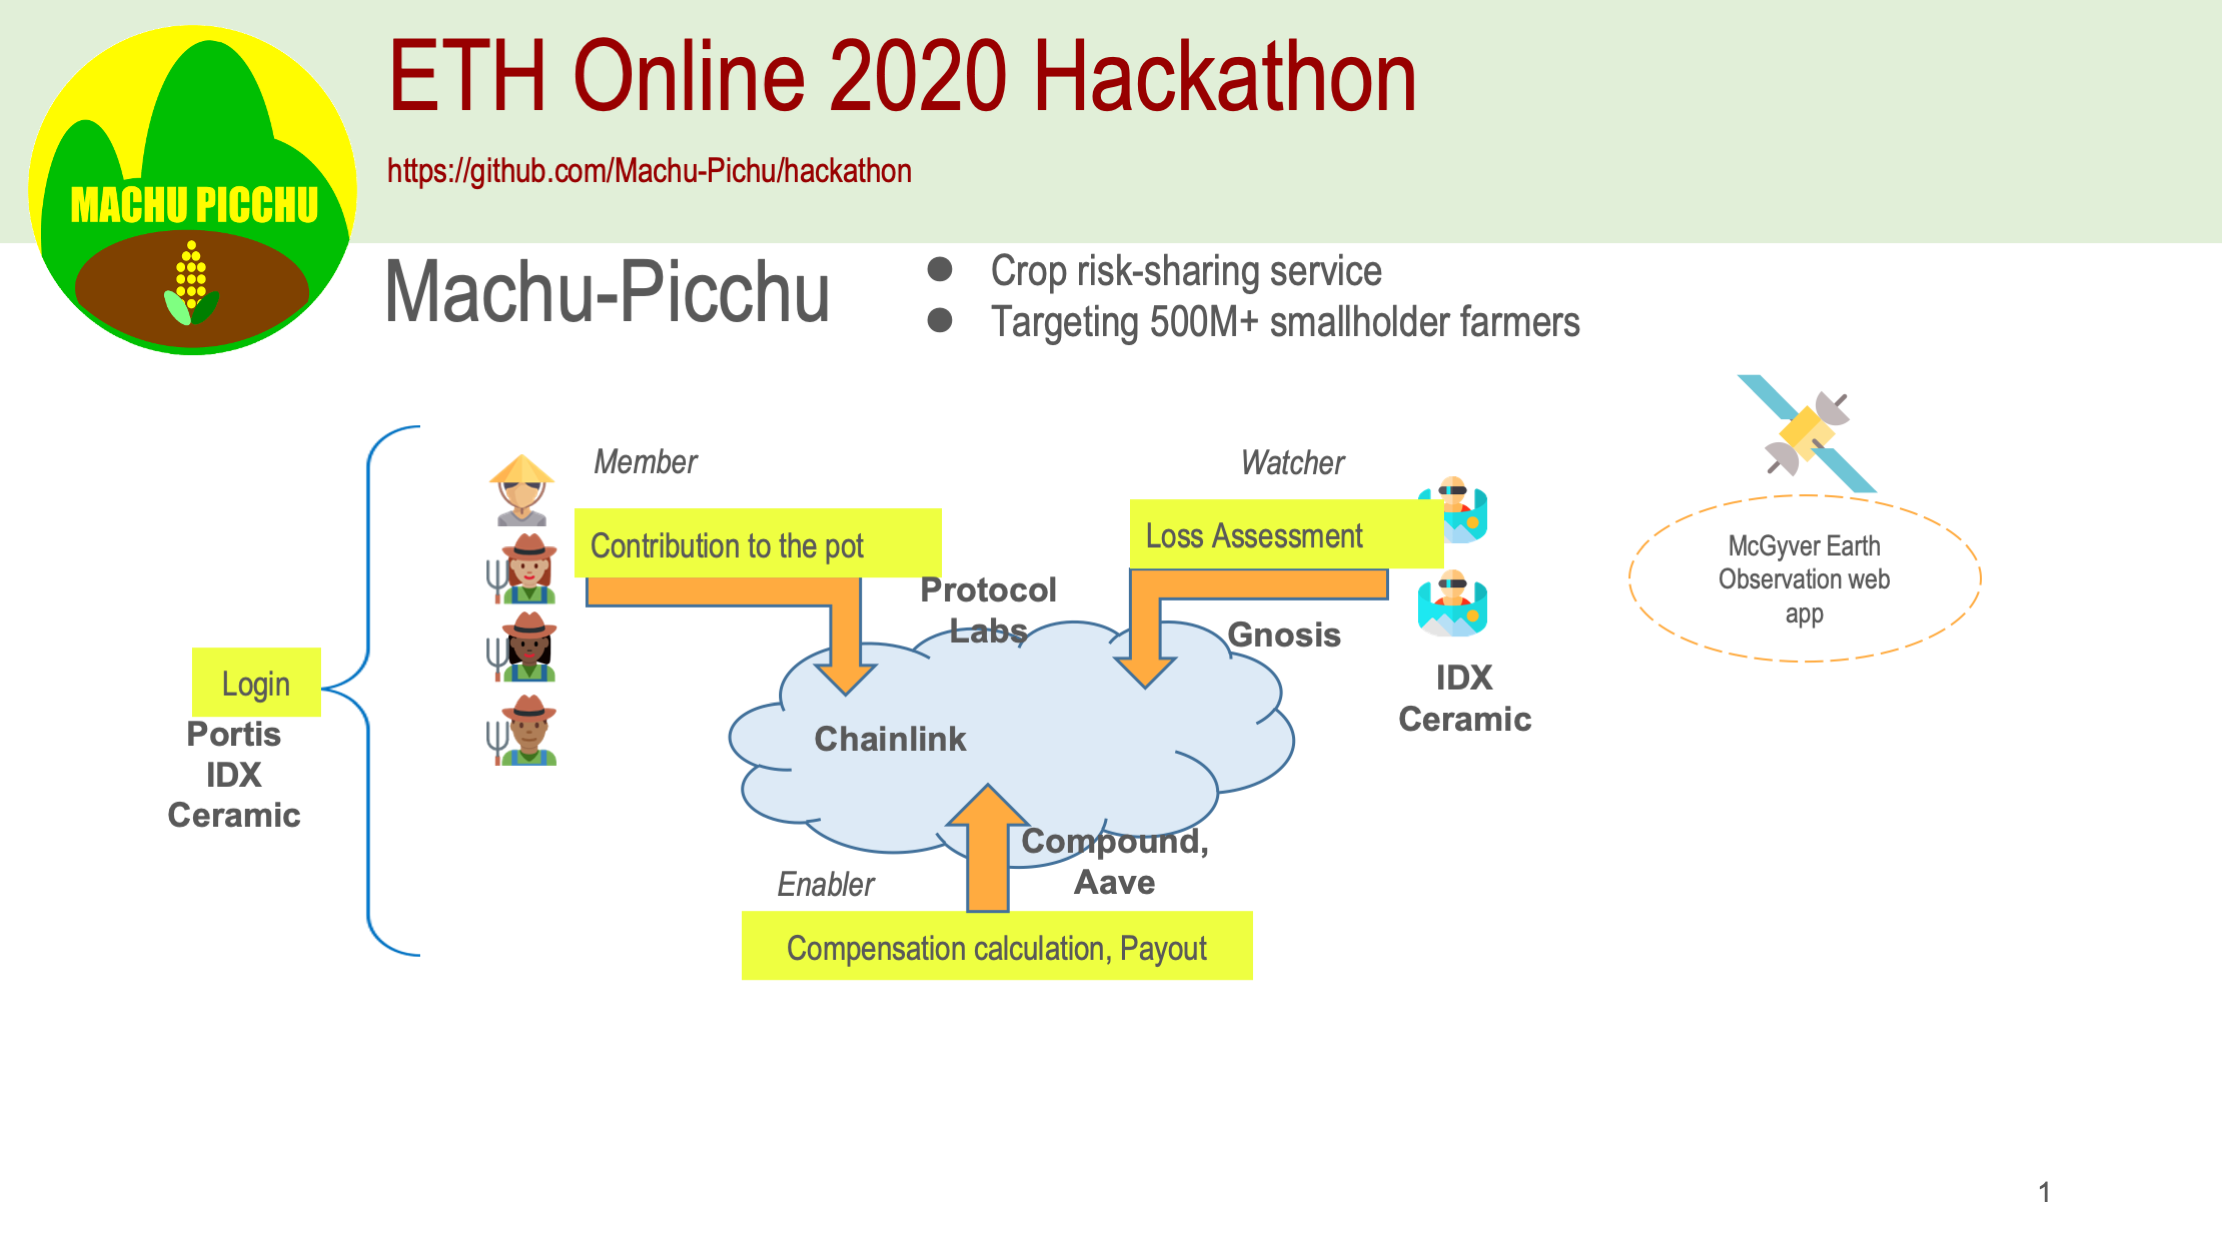 ETH Online 2020 Hackathon
https://github.com/Machu-Pichu/hackathon
MACHU PICCHU
Machu-Picchu
● Crop risk-sharing service
● Targeting 500M+ smallholder farmers
Member
Watcher
Contribution to the pot
Loss Assessment
McGyver Earth
Observation web
app
Protocol
Labs
Gnosis
Login
Portis
IDX
Ceramic
IDX
Ceramic
Chainlink
Compound,
Aave
Enabler
Compensation calculation, Payout
1